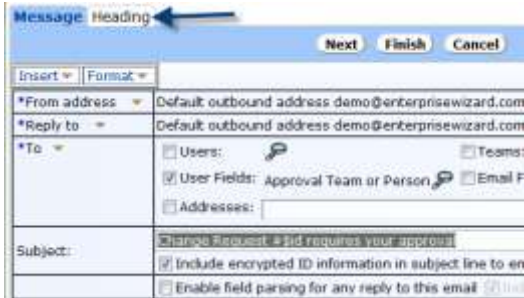 Message Heading
Next Finish Cancel
Insert Format
*From address Default outbound address demo@enterprisewizard.com
*Reply to Default outbound address demo@enterprisewizard.com
*To Users: Teams:
User Fields: Approval Team or Person Email F
Addresses:
Subject: Change Request #$id requires your approval
Include encrypted ID information in subject line to en
Enable field parsing for any reply to this email